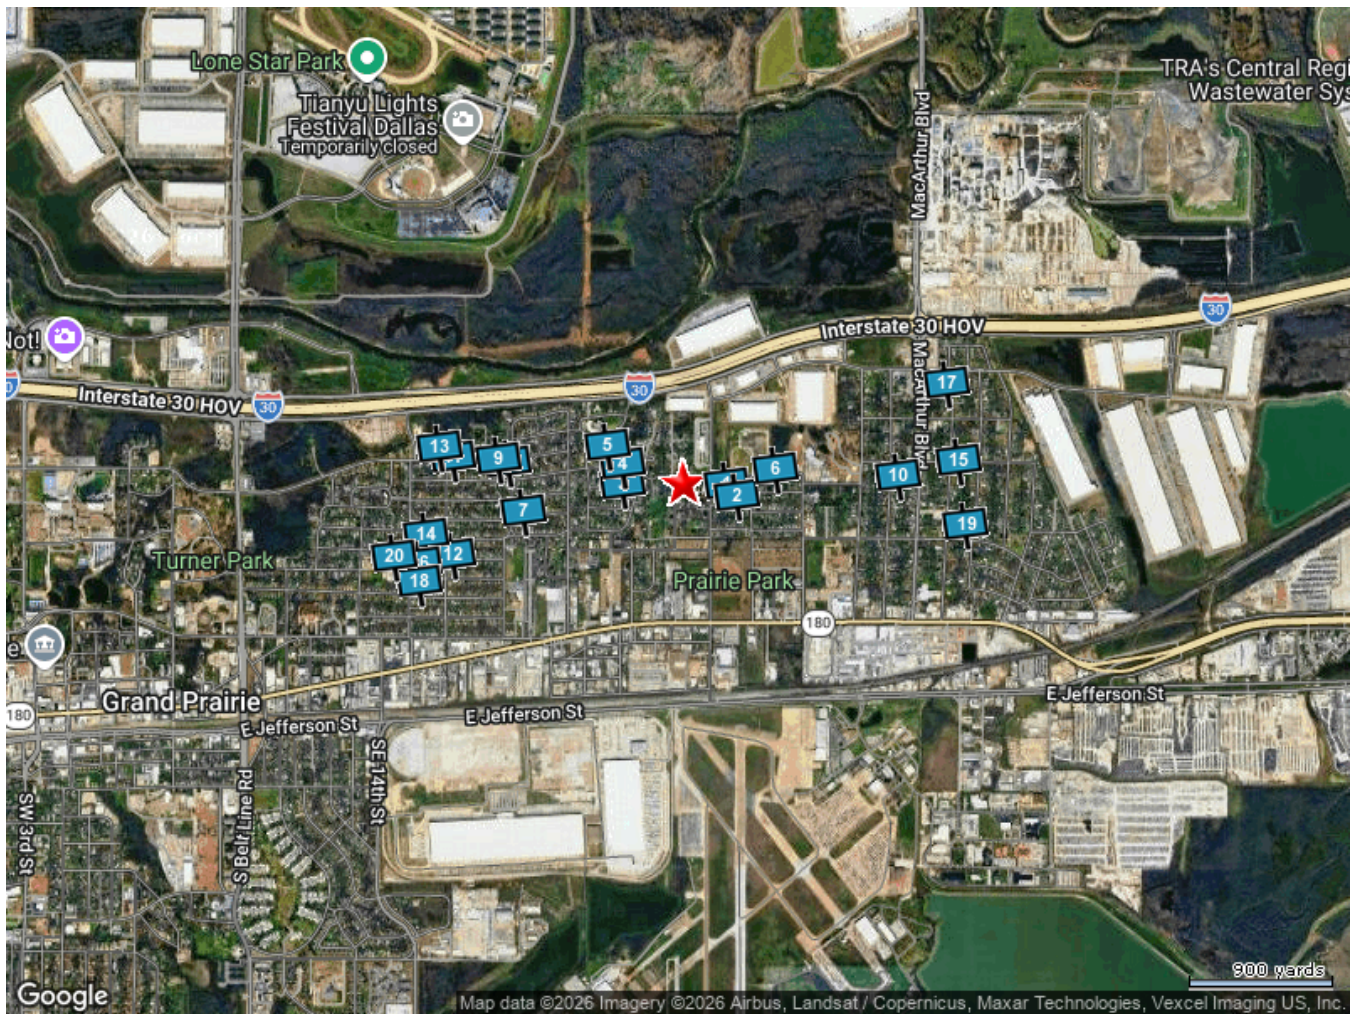 Lone Star Park
Tianyu Lights
Festival Dallas
Temporarily closed
TRA's Central Regi
Wastewater Sys
MacArthur Blvd
Not!
30
Interstate 30 HOV
30
Interstate 30 HOV
30
MacArthur Blvd
17
13
9
5
4
6
2
10
15
7
19
14
20
12
6
18
Turner Park
Prairie Park
180
Grand Prairie
180
E Jefferson St
E Jefferson St
E Jefferson St
SE 14th St
S Belt Line Rd
SW 3rd St
900 yards
Google
Map data ©2026 Imagery ©2026 Airbus, Landsat / Copernicus, Maxar Technologies, Vexcel Imaging US, Inc.